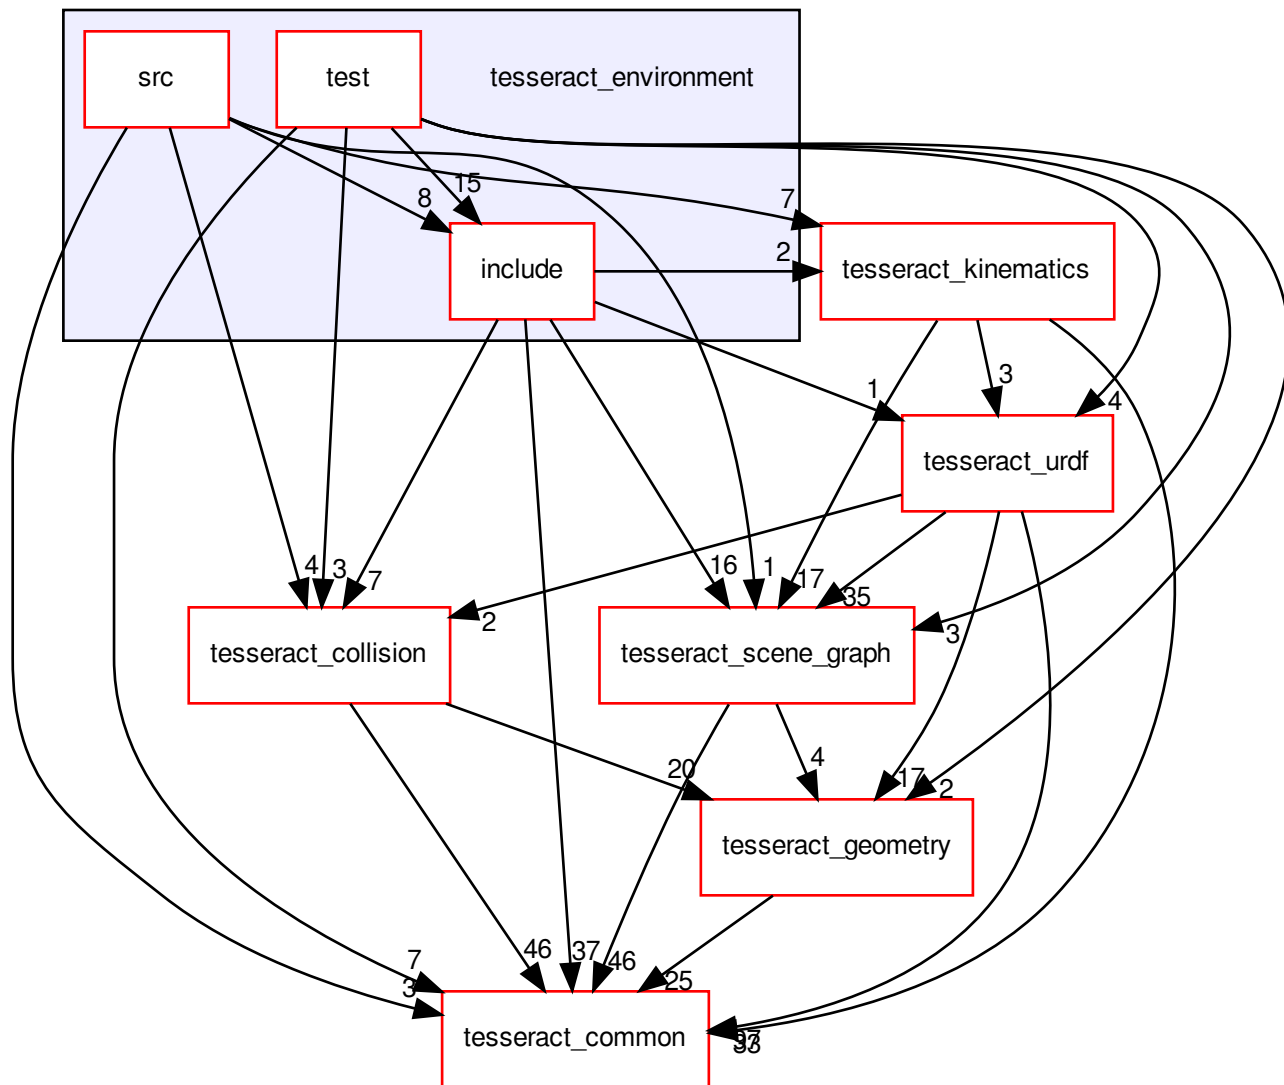 src
test
tesseract_environment
15
8
7
include
2
tesseract_kinematics
3
1
4
tesseract_urdf
4
3
7
16
1
17
35
2
3
tesseract_collision
tesseract_scene_graph
20
4
17
2
tesseract_geometry
46
37
46
7
3
25
tesseract_common